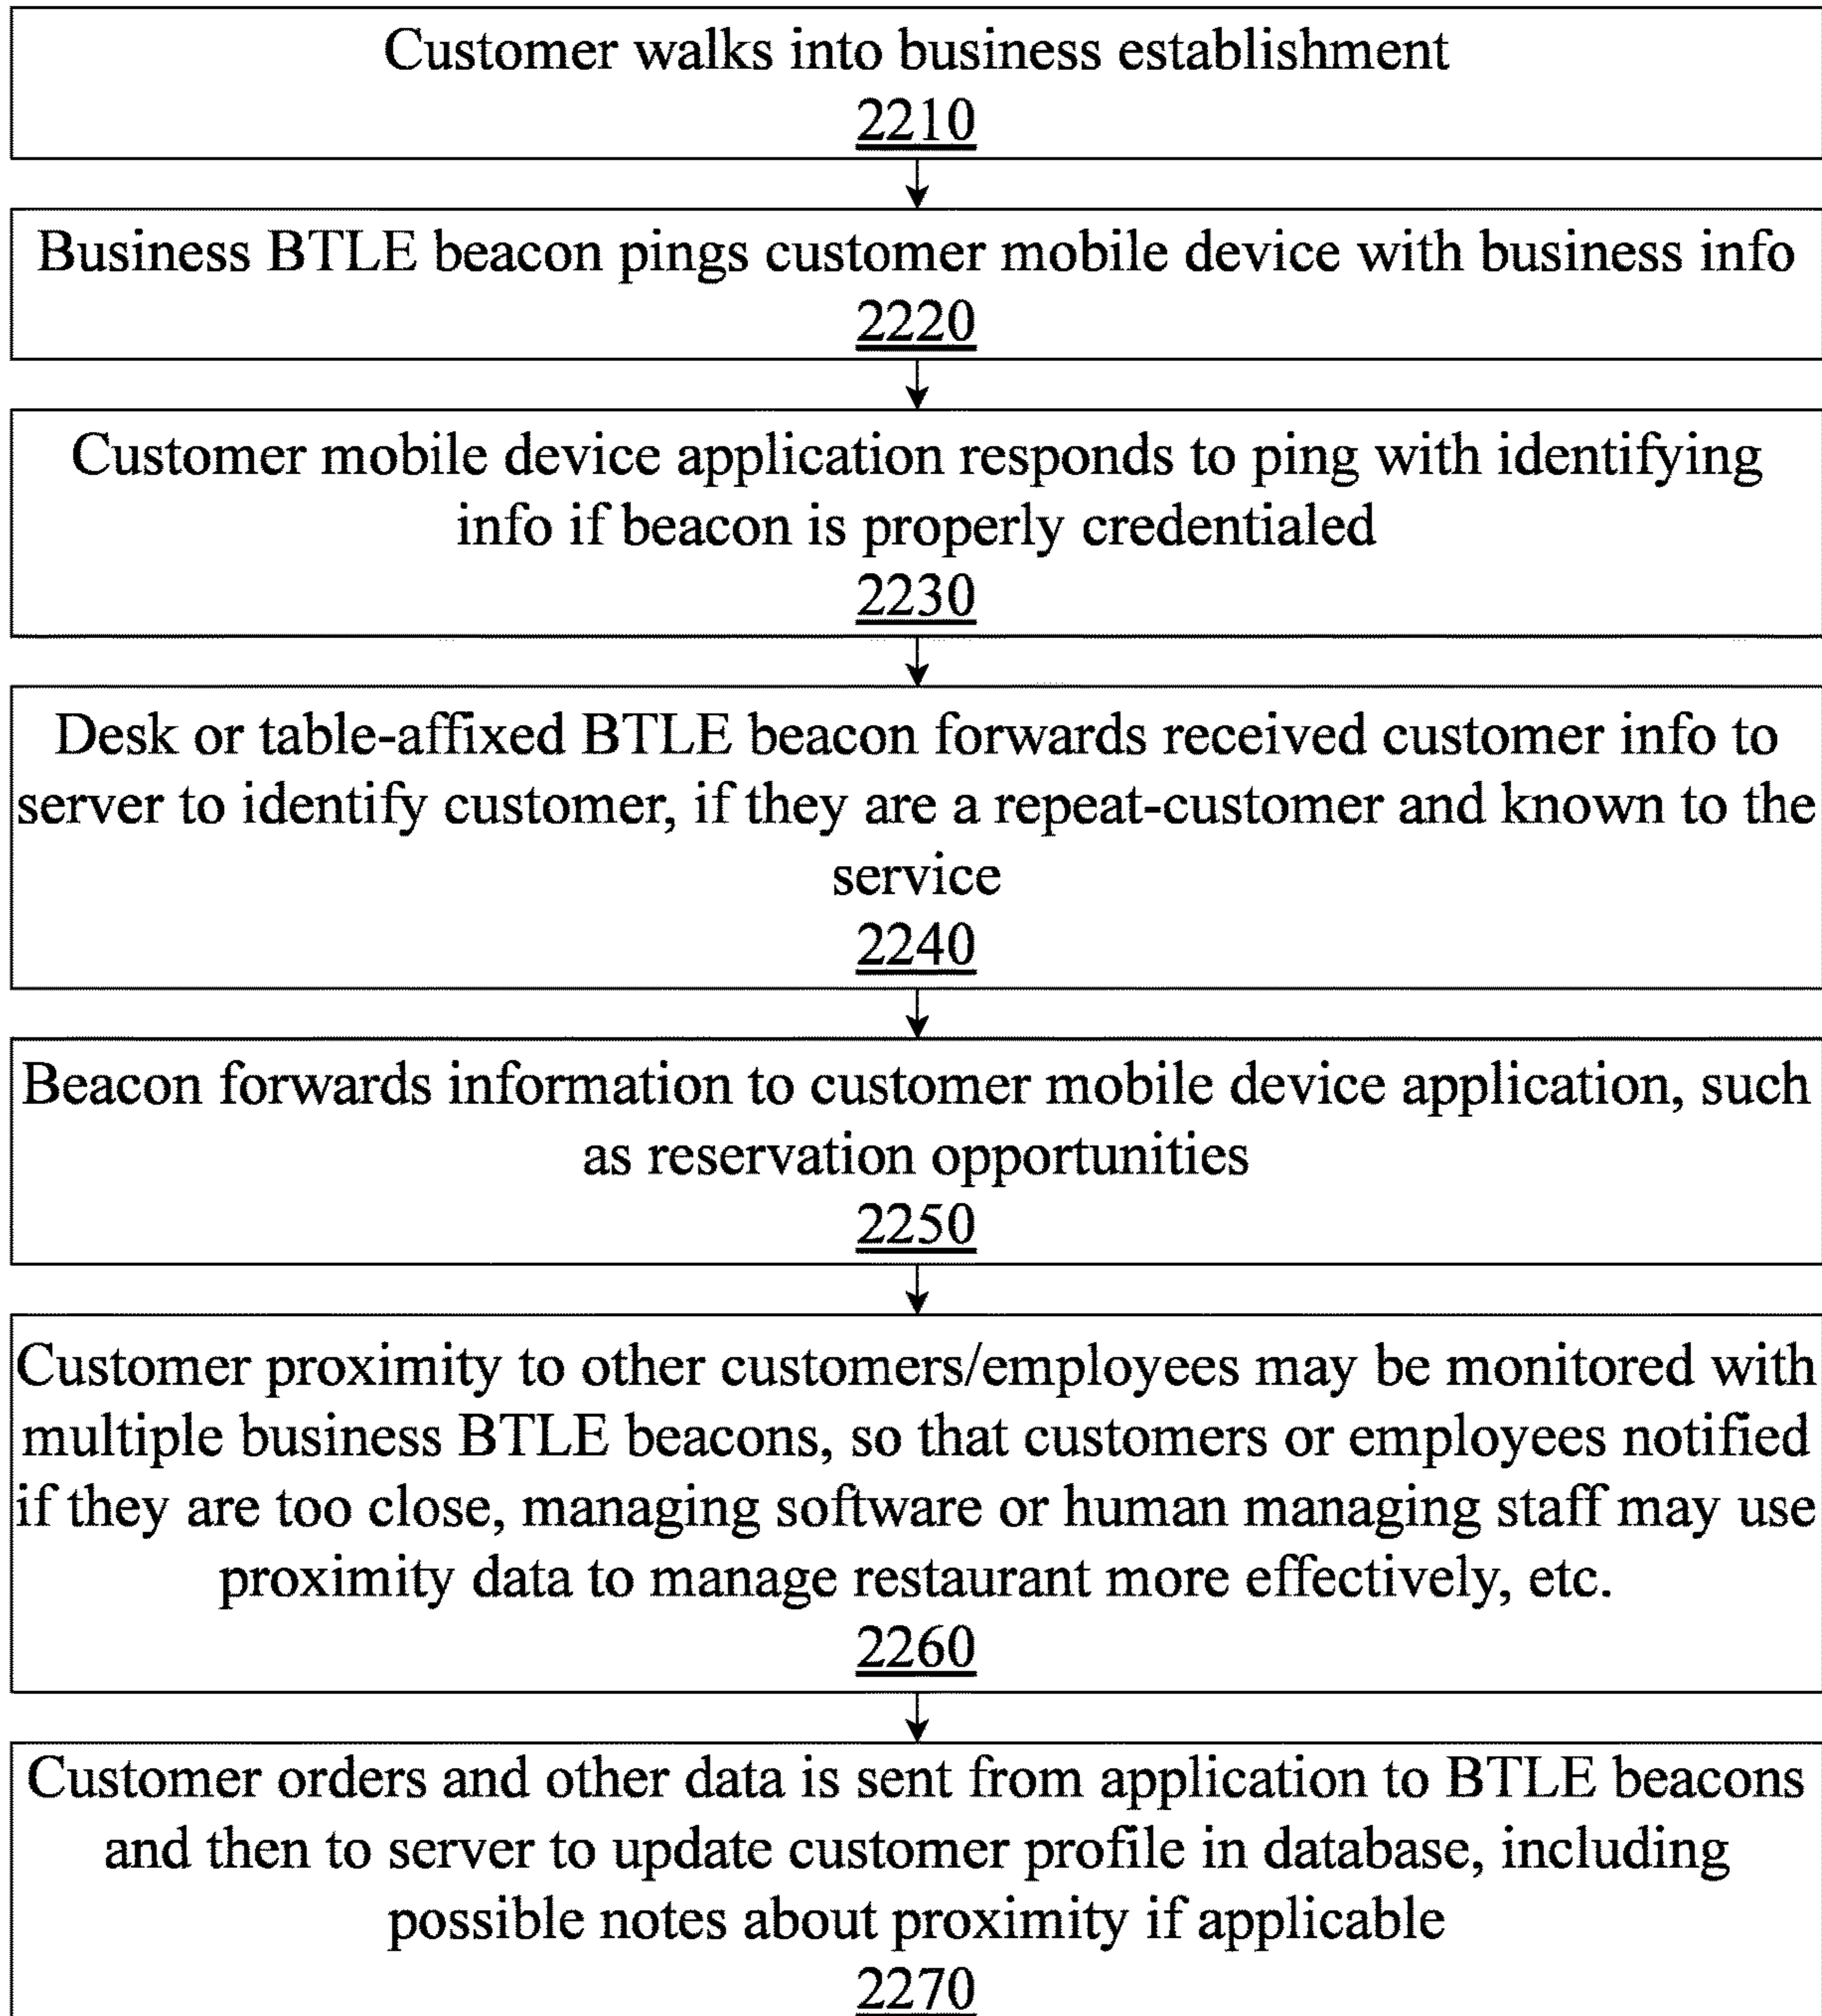 Customer walks into business establishment
2210
Business BTLE beacon pings customer mobile device with business info
2220
Customer mobile device application responds to ping with identifying
info if beacon is properly credentialed
2230
Desk or table-affixed BTLE beacon forwards received customer info to
server to identify customer, if they are a repeat-customer and known to the
service
2240
Beacon forwards information to customer mobile device application, such
as reservation opportunities
2250
Customer proximity to other customers/employees may be monitored with
multiple business BTLE beacons, so that customers or employees notified
if they are too close, managing software or human managing staff may use
proximity data to manage restaurant more effectively, etc.
2260
Customer orders and other data is sent from application to BTLE beacons
and then to server to update customer profile in database, including
possible notes about proximity if applicable
2270